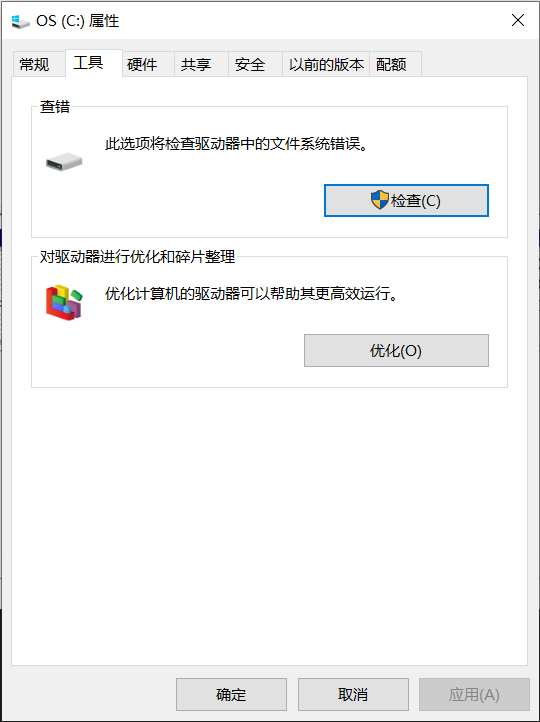 OS (C:) 属性
常规 工具 硬件 共享 安全 以前的版本 配额
查错
此选项将检查驱动器中的文件系统错误。
检查(C)
对驱动器进行优化和碎片整理
优化计算机的驱动器可以帮助其更高效运行。
优化(O)
确定 取消 应用(A)